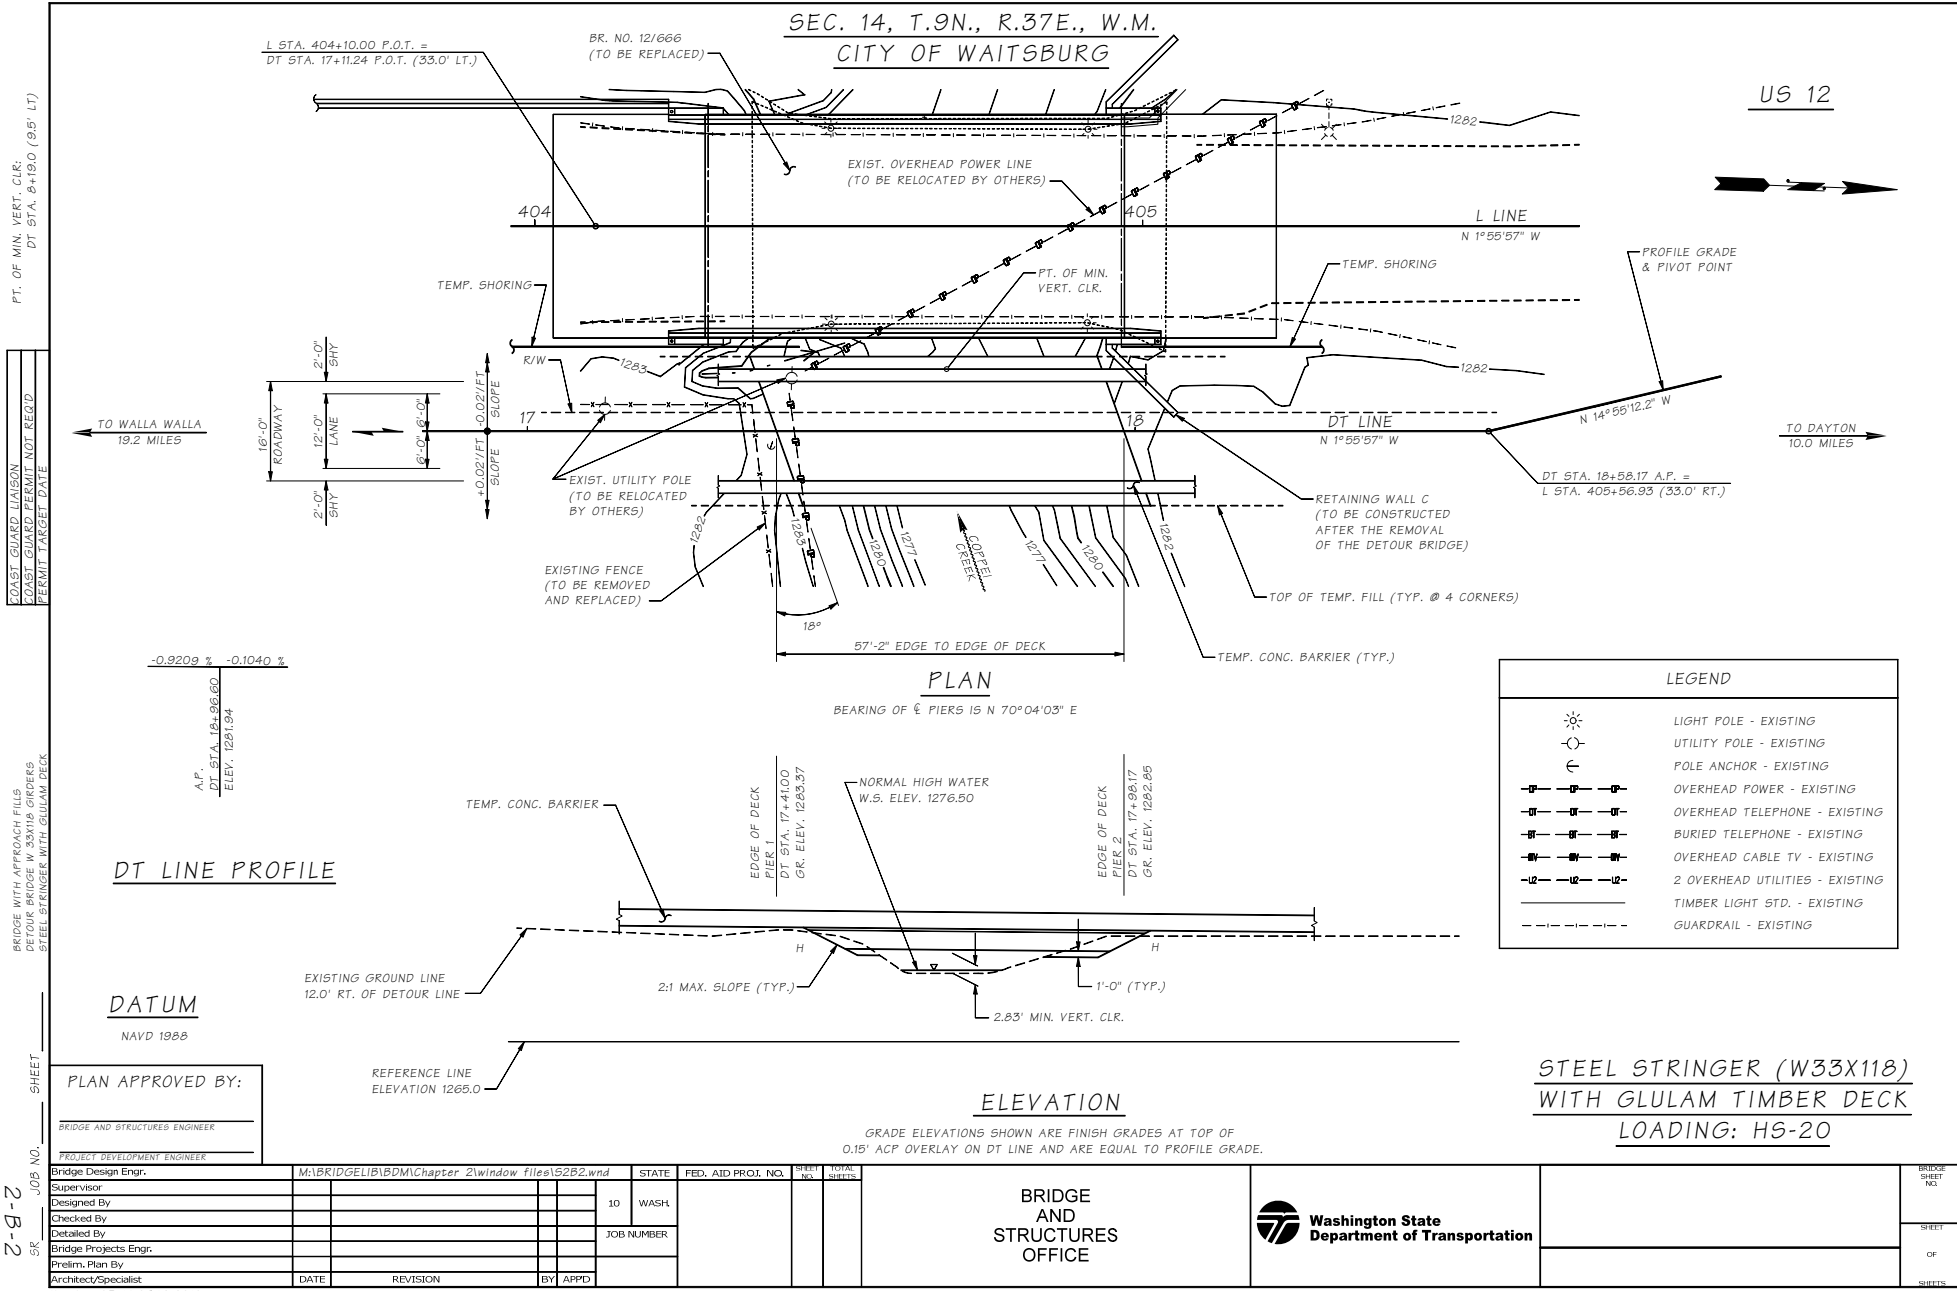 SEC. 14, T.9N., R.37E., W.M.
CITY OF WAITSBURG
US 12
L STA. 404+10.00 P.O.T. =
DT STA. 17+11.24 P.O.T. (33.0' LT.)
BR. NO. 12/666
(TO BE REPLACED)
1282
EXIST. OVERHEAD POWER LINE
(TO BE RELOCATED BY OTHERS)
404
405
L LINE
N 1°55'57" W
PROFILE GRADE
& PIVOT POINT
TEMP. SHORING
PT. OF MIN.
VERT. CLR.
TEMP. SHORING
R/W
1283
1282
2'-0"
SHY
16'-0"
ROADWAY
12'-0"
LANE
6'-0"
6'-0"
2'-0"
SHY
-0.02'/FT
SLOPE
+0.02'/FT
SLOPE
TO WALLA WALLA
19.2 MILES
17
18
DT LINE
N 1°55'57" W
N 14°55'12.2" W
TO DAYTON
10.0 MILES
DT STA. 18+58.17 A.P. =
L STA. 405+56.93 (33.0' RT.)
EXIST. UTILITY POLE
(TO BE RELOCATED
BY OTHERS)
RETAINING WALL C
(TO BE CONSTRUCTED
AFTER THE REMOVAL
OF THE DETOUR BRIDGE)
1282
1283
1280
1277
COPPEI
CREEK
1277
1280
1282
EXISTING FENCE
(TO BE REMOVED
AND REPLACED)
TOP OF TEMP. FILL (TYP. @ 4 CORNERS)
18°
57'-2" EDGE TO EDGE OF DECK
TEMP. CONC. BARRIER (TYP.)
PLAN
BEARING OF ℄ PIERS IS N 70°04'03" E
-0.9209 %
-0.1040 %
A.P.
DT STA. 18+96.60
ELEV. 1281.94
DT LINE PROFILE
LEGEND
LIGHT POLE - EXISTING
UTILITY POLE - EXISTING
POLE ANCHOR - EXISTING
OP OP OP OVERHEAD POWER - EXISTING
OT OT OT OVERHEAD TELEPHONE - EXISTING
BT BT BT BURIED TELEPHONE - EXISTING
OVERHEAD CABLE TV - EXISTING
U2 U2 U2 2 OVERHEAD UTILITIES - EXISTING
TIMBER LIGHT STD. - EXISTING
GUARDRAIL - EXISTING
TEMP. CONC. BARRIER
EDGE OF DECK
PIER 1
DT STA. 17+41.00
GR. ELEV. 1283.37
NORMAL HIGH WATER
W.S. ELEV. 1276.50
EDGE OF DECK
PIER 2
DT STA. 17+98.17
GR. ELEV. 1282.85
H
H
EXISTING GROUND LINE
12.0' RT. OF DETOUR LINE
2:1 MAX. SLOPE (TYP.)
1'-0" (TYP.)
2.83' MIN. VERT. CLR.
DATUM
NAVD 1988
REFERENCE LINE
ELEVATION 1265.0
ELEVATION
GRADE ELEVATIONS SHOWN ARE FINISH GRADES AT TOP OF
0.15' ACP OVERLAY ON DT LINE AND ARE EQUAL TO PROFILE GRADE.
STEEL STRINGER (W33X118)
WITH GLULAM TIMBER DECK
LOADING: HS-20
PLAN APPROVED BY:
BRIDGE AND STRUCTURES ENGINEER
PROJECT DEVELOPMENT ENGINEER
PT. OF MIN. VERT. CLR:
DT STA. 8+19.0 (9.5' LT)
COAST GUARD LIAISON
COAST GUARD PERMIT NOT REQ'D
PERMIT TARGET DATE
BRIDGE WITH APPROACH FILLS
DETOUR BRIDGE W 33X118 GIRDERS
STEEL STRINGER WITH GLULAM DECK
SR JOB NO. SHEET
2-B-2
Bridge Design Engr.
Supervisor
Designed By
Checked By
Detailed By
Bridge Projects Engr.
Prelim. Plan By
Architect/Specialist
M:\BRIDGELIB\BDM\Chapter 2\window files\S2B2.wnd
DATE REVISION BY APP'D
STATE FED. AID PROJ. NO. SHEET NO. TOTAL SHEETS
10 WASH.
JOB NUMBER
BRIDGE
AND
STRUCTURES
OFFICE
Washington State
Department of Transportation
BRIDGE
SHEET
NO.
SHEET
OF
SHEETS